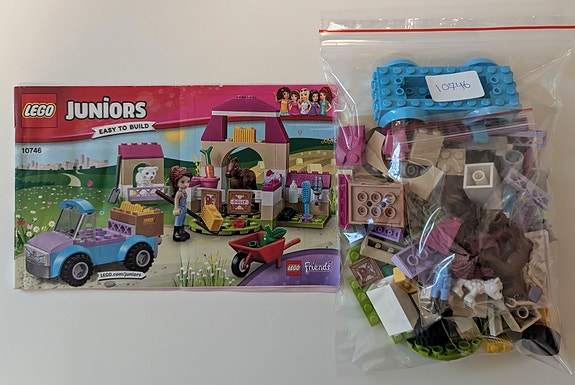 LEGO JUNIORS
EASY TO BUILD
10746
LEGO.com/juniors
LEGO Friends
10746